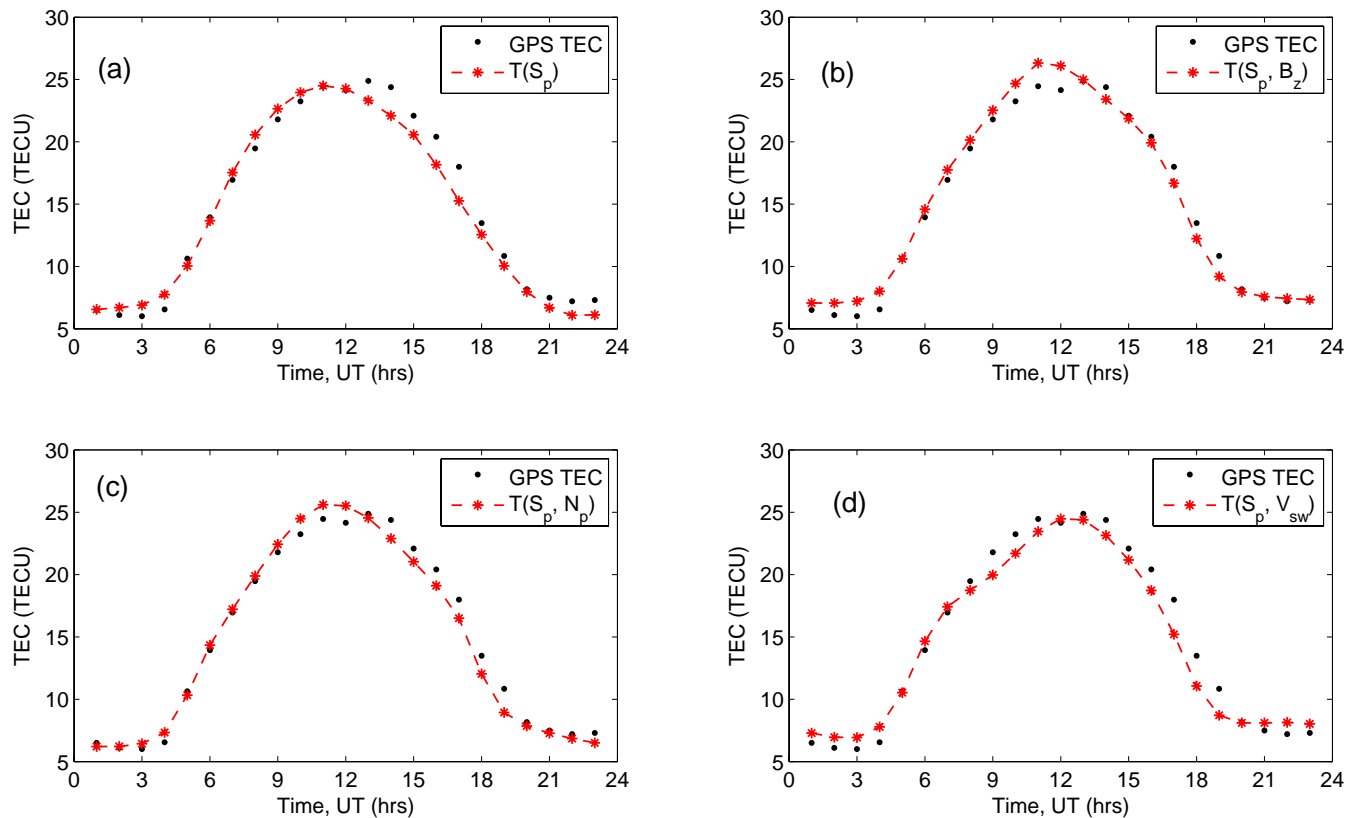 30
25
20
15
10
5
TEC (TECU)
(a)
GPS TEC
T(S_p)
0 3 6 9 12 15 18 21 24
Time, UT (hrs)
30
25
20
15
10
5
TEC (TECU)
(b)
GPS TEC
T(S_p, B_z)
0 3 6 9 12 15 18 21 24
Time, UT (hrs)
30
25
20
15
10
5
TEC (TECU)
(c)
GPS TEC
T(S_p, N_p)
0 3 6 9 12 15 18 21 24
Time, UT (hrs)
30
25
20
15
10
5
TEC (TECU)
(d)
GPS TEC
T(S_p, V_sw)
0 3 6 9 12 15 18 21 24
Time, UT (hrs)